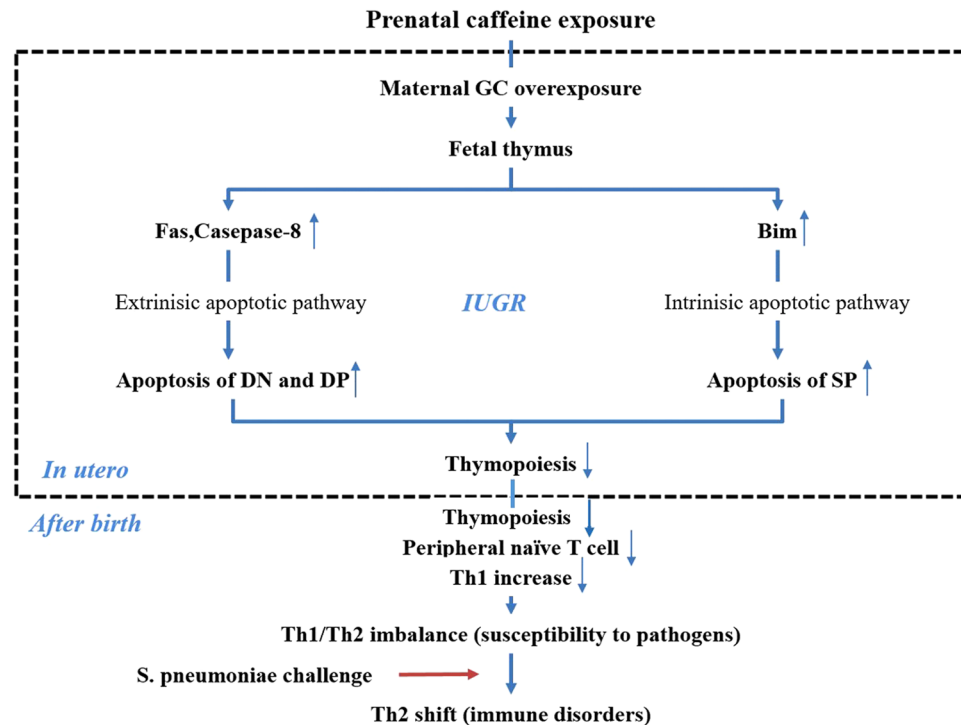 Prenatal caffeine exposure
Maternal GC overexposure
Fetal thymus
Fas,Casepase-8
Bim
Extrinisic apoptotic pathway
IUGR
Intrinisic apoptotic pathway
Apoptosis of DN and DP
Apoptosis of SP
In utero
Thymopoiesis
After birth
Thymopoiesis
Peripheral naïve T cell
Th1 increase
Th1/Th2 imbalance (susceptibility to pathogens)
S. pneumoniae challenge
Th2 shift (immune disorders)